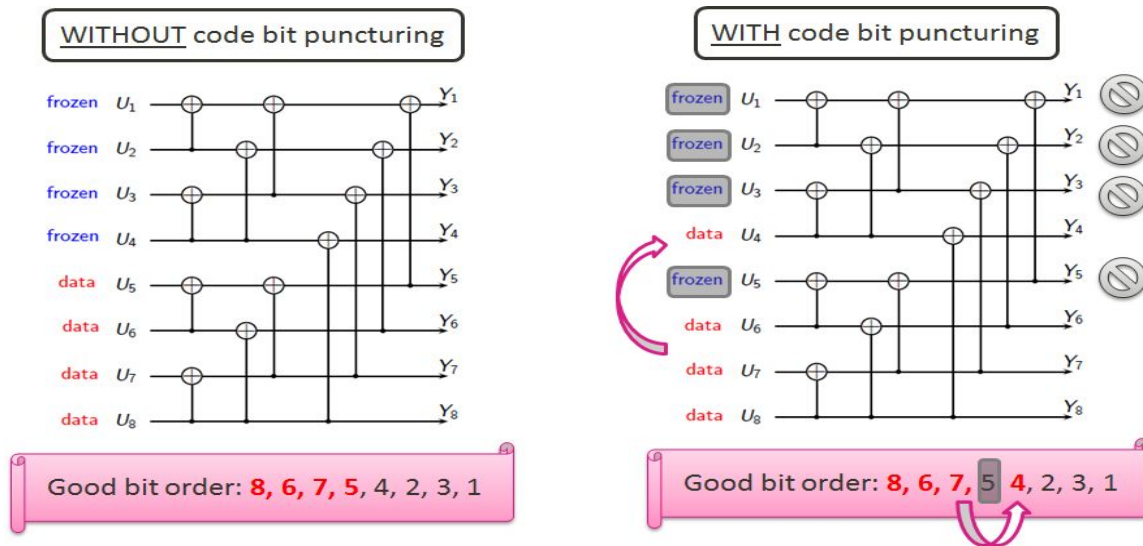 WITHOUT code bit puncturing
frozen U1 Y1
frozen U2 Y2
frozen U3 Y3
frozen U4 Y4
data U5 Y5
data U6 Y6
data U7 Y7
data U8 Y8
Good bit order: 8, 6, 7, 5, 4, 2, 3, 1
WITH code bit puncturing
frozen U1 Y1
frozen U2 Y2
frozen U3 Y3
data U4 Y4
frozen U5 Y5
data U6 Y6
data U7 Y7
data U8 Y8
Good bit order: 8, 6, 7, 5 4, 2, 3, 1